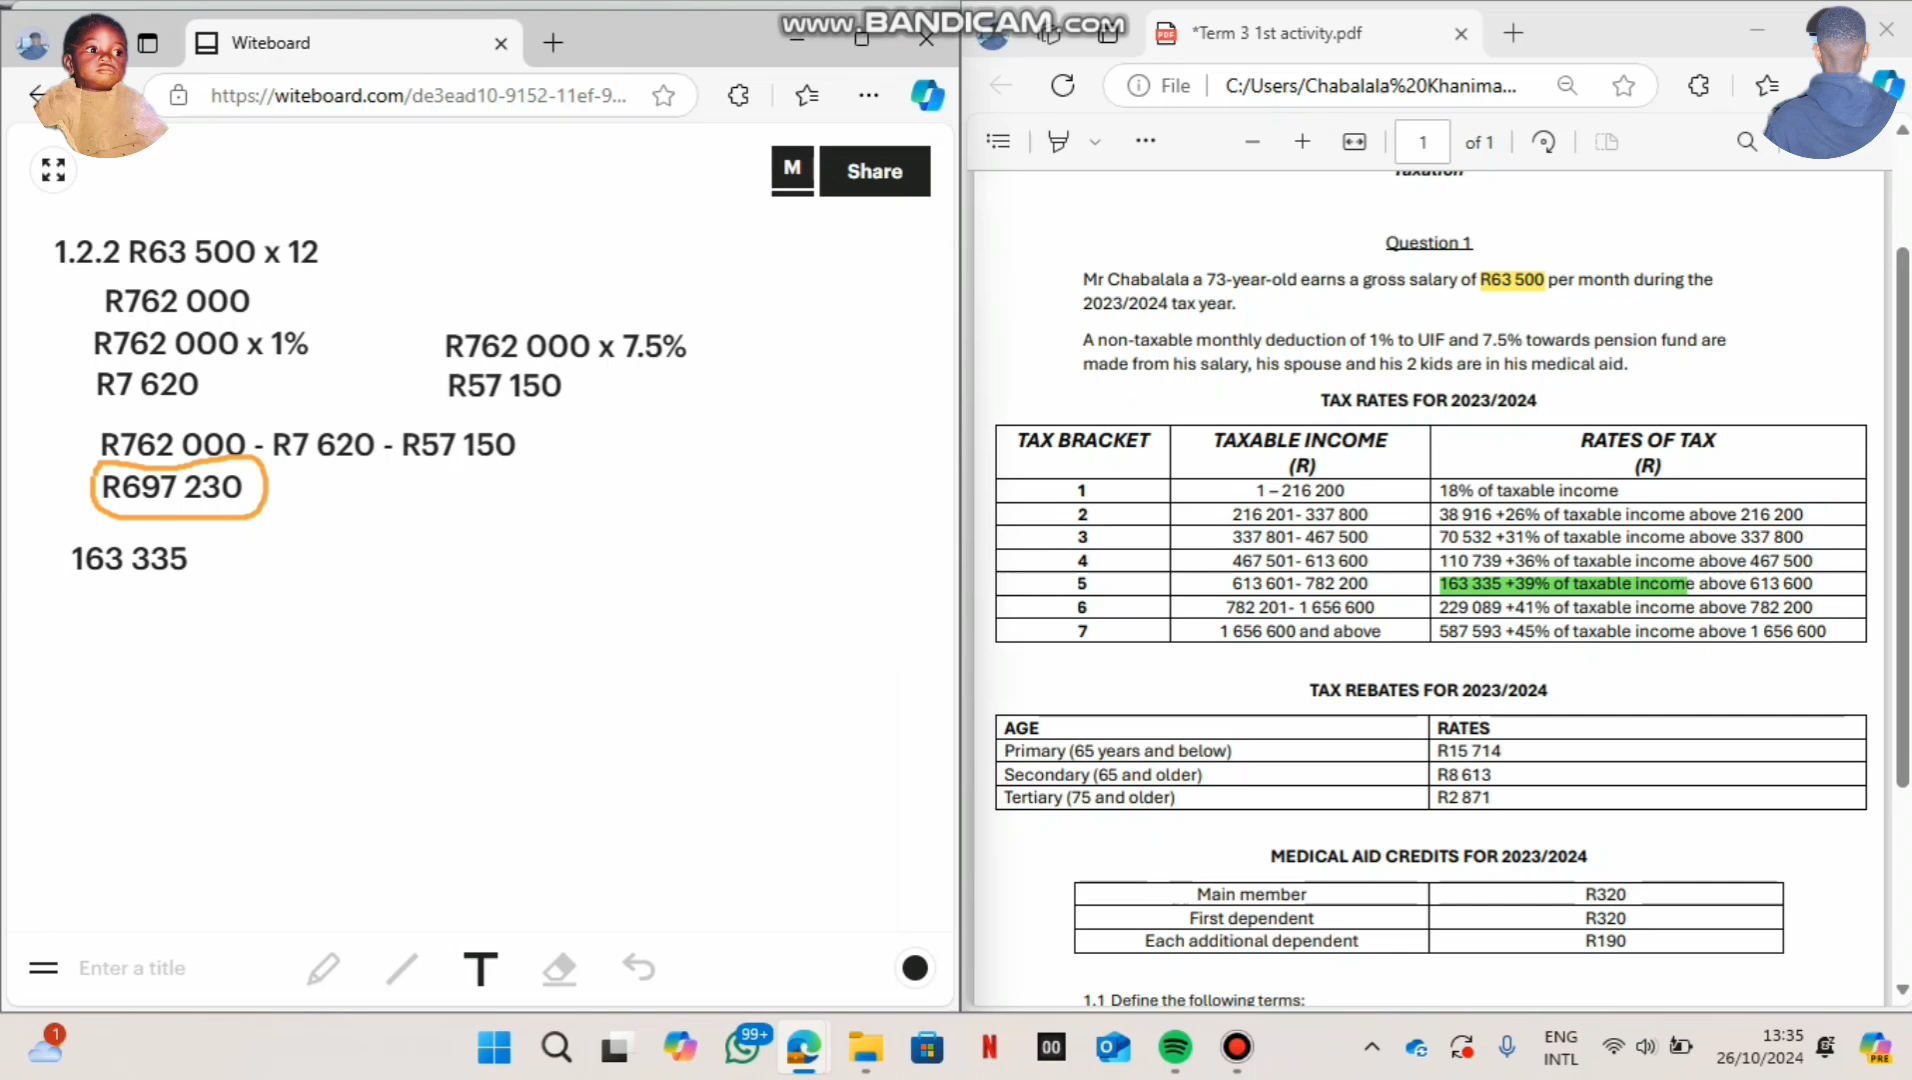 www.BANDICAM.com
Witeboard
*Term 3 1st activity.pdf
https://witeboard.com/de3ead10-9152-11ef-9...
File
C:/Users/Chabalala%20Khanima...
1
of 1
M
Share
1.2.2 R63 500 x 12
R762 000
R762 000 x 1%
R762 000 x 7.5%
R7 620
R57 150
R762 000 - R7 620 - R57 150
R697 230
163 335
Enter a title
T
Taxation
Question 1
Mr Chabalala a 73-year-old earns a gross salary of R63 500 per month during the
2023/2024 tax year.
A non-taxable monthly deduction of 1% to UIF and 7.5% towards pension fund are
made from his salary, his spouse and his 2 kids are in his medical aid.
TAX RATES FOR 2023/2024
TAX BRACKET TAXABLE INCOME (R) RATES OF TAX (R)
1 1 – 216 200 18% of taxable income
2 216 201- 337 800 38 916 +26% of taxable income above 216 200
3 337 801- 467 500 70 532 +31% of taxable income above 337 800
4 467 501- 613 600 110 739 +36% of taxable income above 467 500
5 613 601- 782 200 163 335 +39% of taxable income above 613 600
6 782 201- 1 656 600 229 089 +41% of taxable income above 782 200
7 1 656 600 and above 587 593 +45% of taxable income above 1 656 600
TAX REBATES FOR 2023/2024
AGE RATES
Primary (65 years and below) R15 714
Secondary (65 and older) R8 613
Tertiary (75 and older) R2 871
MEDICAL AID CREDITS FOR 2023/2024
Main member R320
First dependent R320
Each additional dependent R190
1.1 Define the following terms:
1
99+
N
00
ENG
INTL
13:35
26/10/2024
PRE